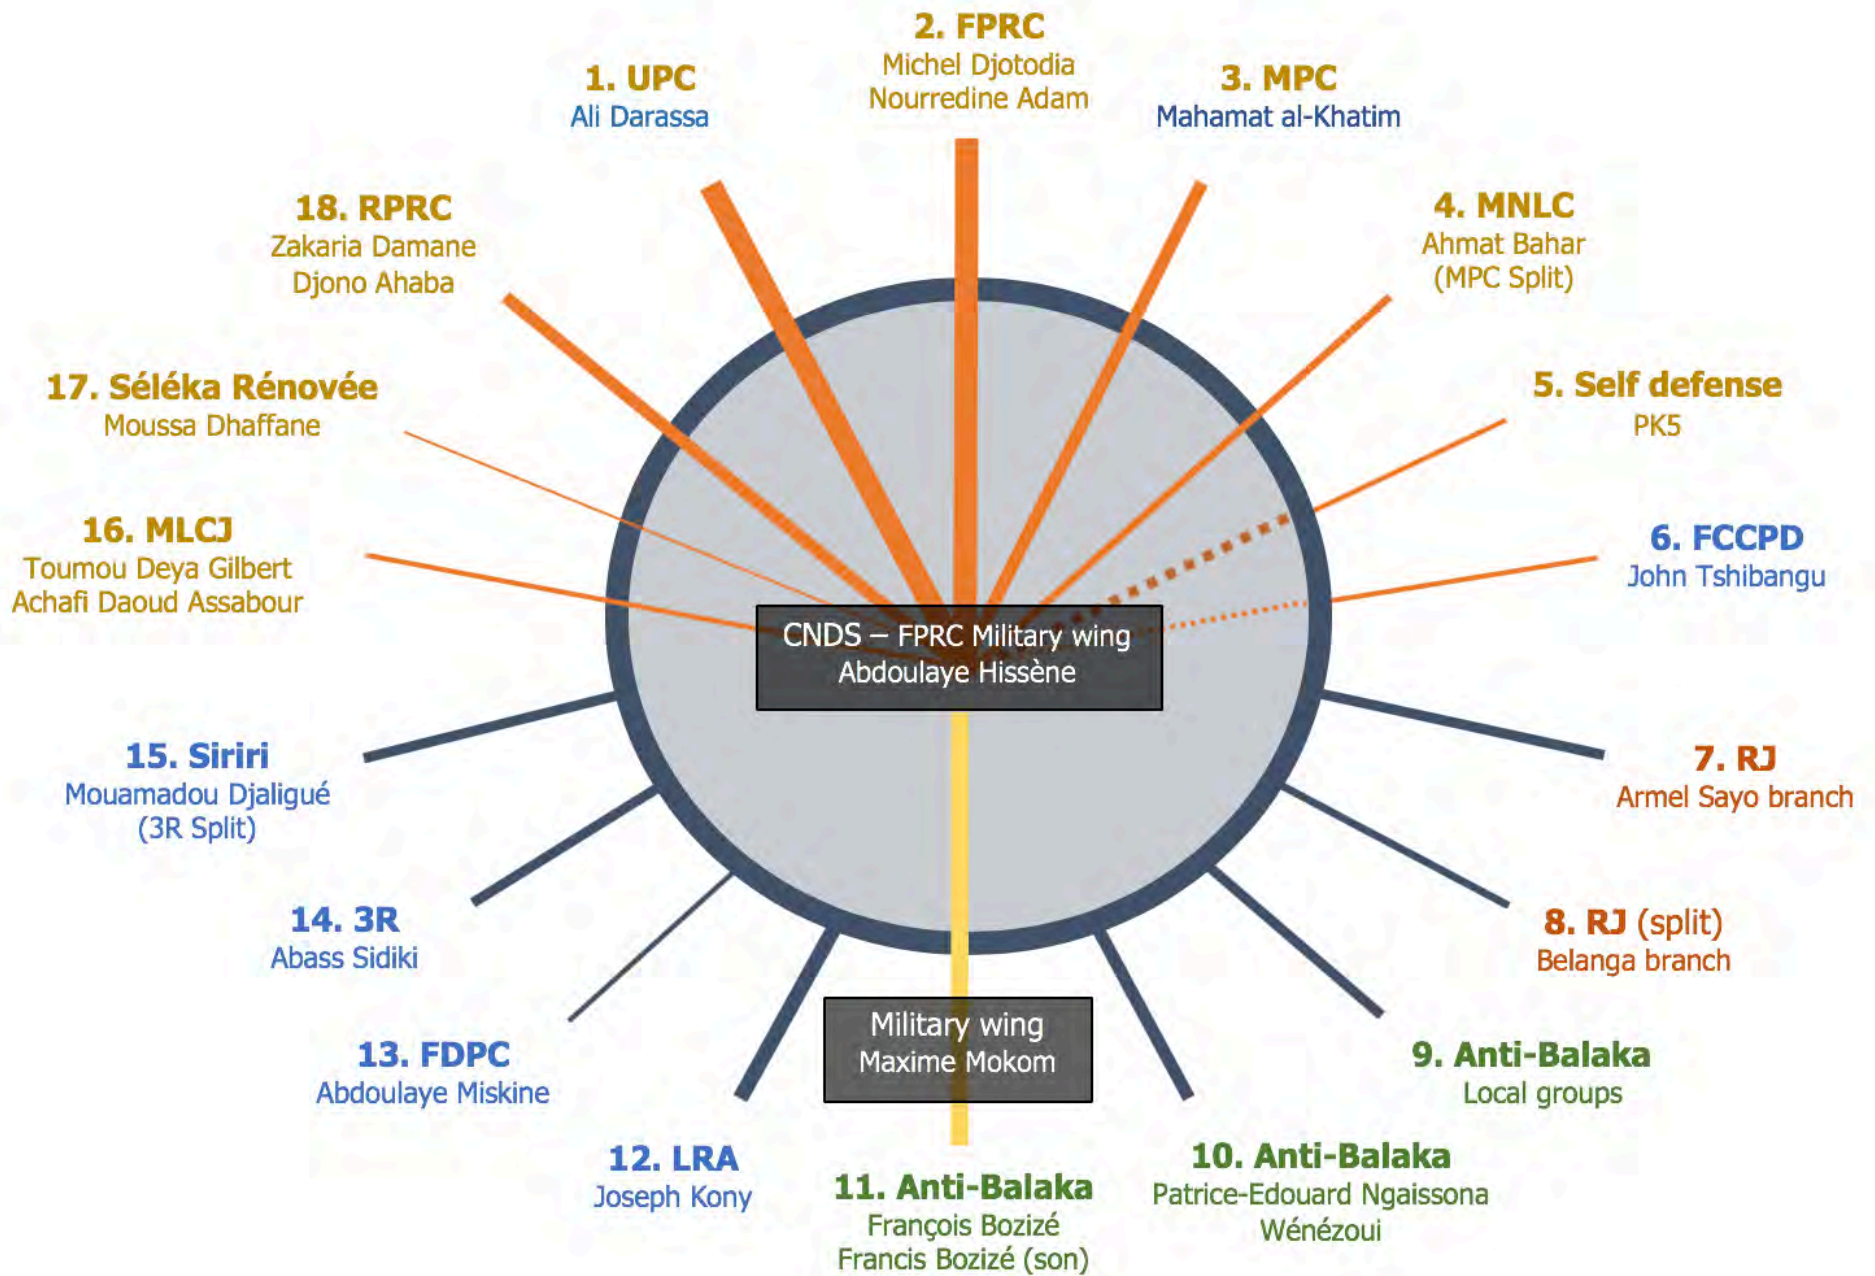 1. UPC
Ali Darassa
2. FPRC
Michel Djotodia
Nourredine Adam
3. MPC
Mahamat al-Khatim
4. MNLC
Ahmat Bahar
(MPC Split)
5. Self defense
PK5
6. FCCPD
John Tshibangu
7. RJ
Armel Sayo branch
8. RJ (split)
Belanga branch
9. Anti-Balaka
Local groups
10. Anti-Balaka
Patrice-Edouard Ngaissona
Wénézoui
11. Anti-Balaka
François Bozizé
Francis Bozizé (son)
12. LRA
Joseph Kony
13. FDPC
Abdoulaye Miskine
14. 3R
Abass Sidiki
15. Siriri
Mouamadou Djaligué
(3R Split)
16. MLCJ
Toumou Deya Gilbert
Achafi Daoud Assabour
17. Séléka Rénovée
Moussa Dhaffane
18. RPRC
Zakaria Damane
Djono Ahaba
CNDS – FPRC Military wing
Abdoulaye Hissène
Military wing
Maxime Mokom